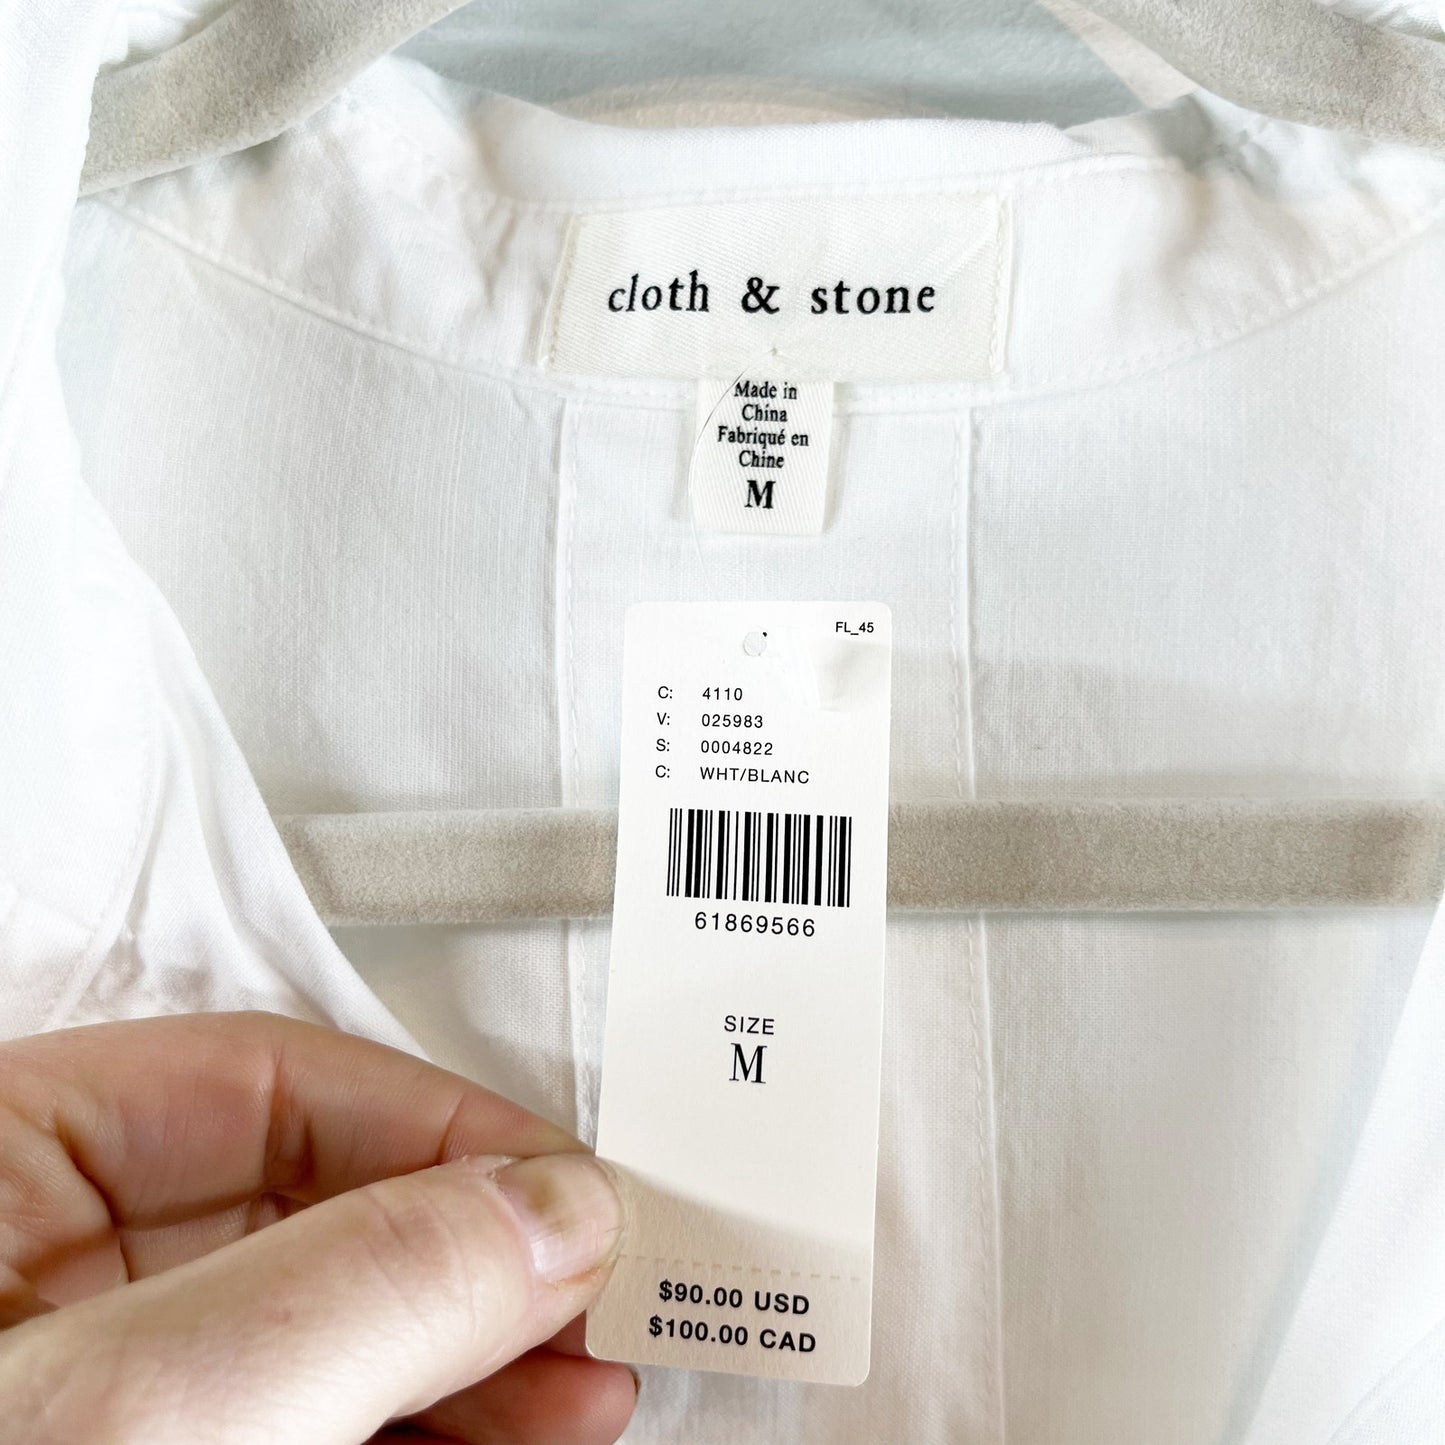 cloth & stone
Made in
China
Fabriqué en
Chine
M
FL_45
C: 4110
V: 025983
S: 0004822
C: WHT/BLANC
61869566
SIZE
M
$90.00 USD
$100.00 CAD